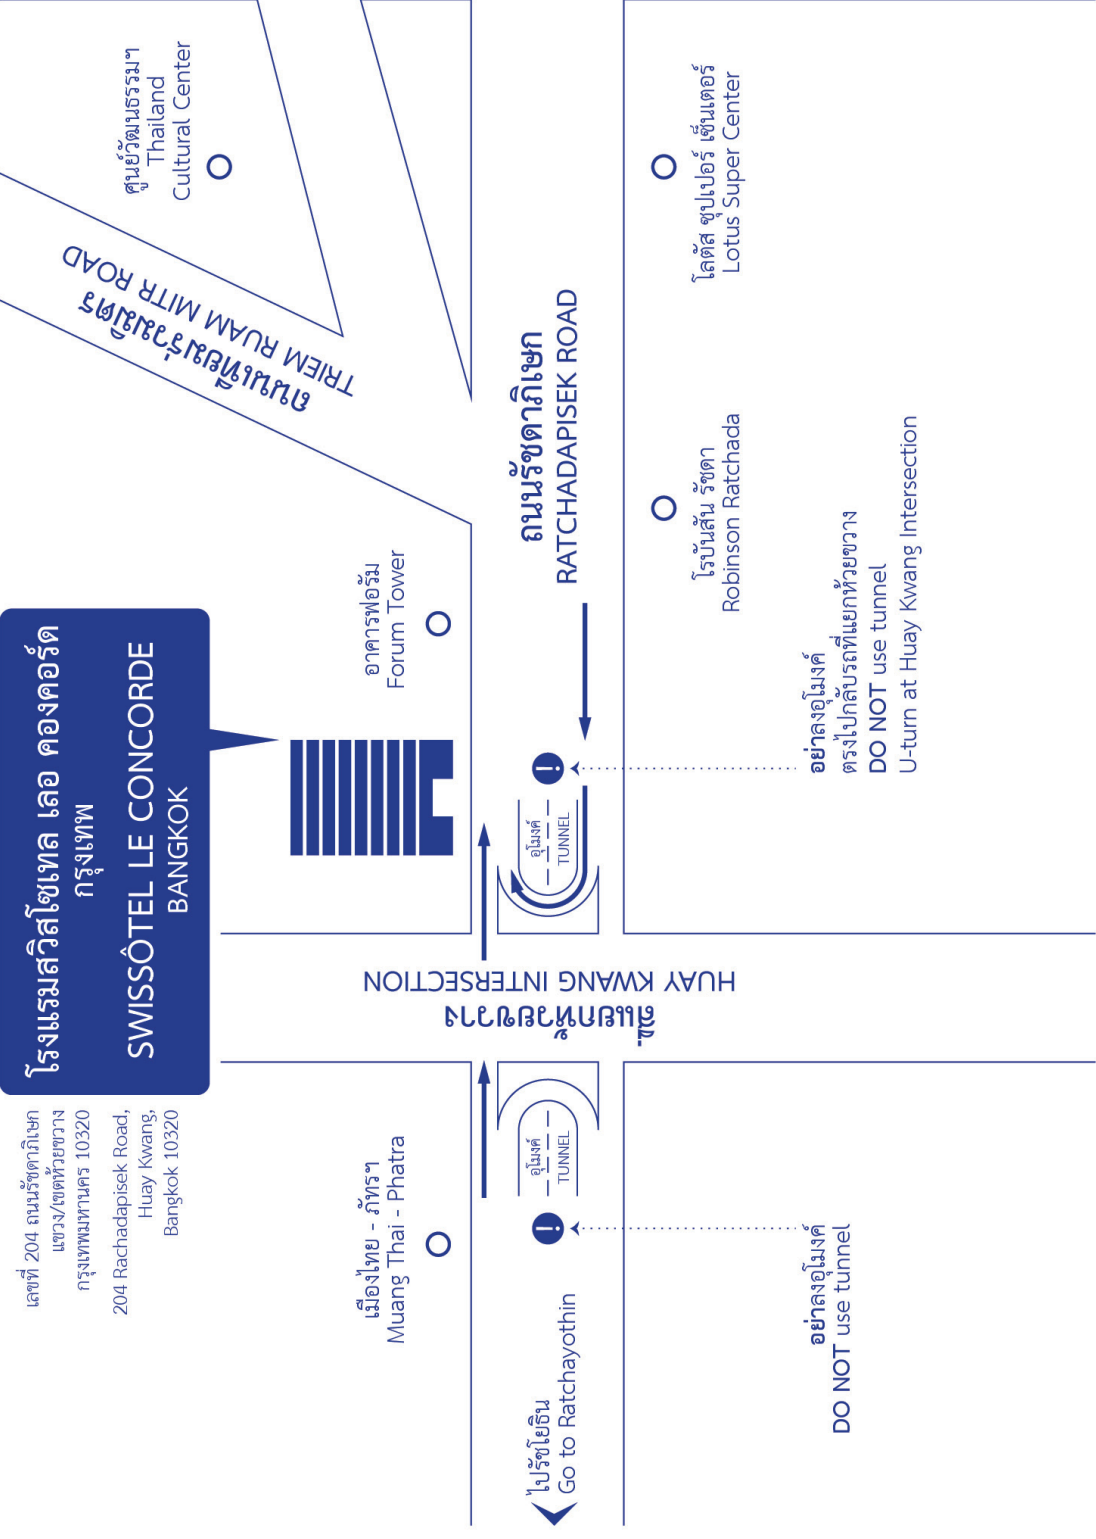 โรงแรมสวิสโซเทล เลอ คองคอร์ด
กรุงเทพ
SWISSÔTEL LE CONCORDE
BANGKOK
เลขที่ 204 ถนนรัชดาภิเษก
แขวง/เขตห้วยขวาง
กรุงเทพมหานคร 10320
204 Rachadapisek Road,
Huay Kwang,
Bangkok 10320
ศูนย์วัฒนธรรมฯ
Thailand
Cultural Center
ถนนเทียมร่วมมิตร
TRIEM RUAM MITR ROAD
เมืองไทย - ภัทรฯ
Muang Thai - Phatra
อาคารฟอรั่ม
Forum Tower
สี่แยกห้วยขวาง
HUAY KWANG INTERSECTION
ไปรัชโยธิน
Go to Ratchayothin
อุโมงค์
TUNNEL
อุโมงค์
TUNNEL
ถนนรัชดาภิเษก
RATCHADAPISEK ROAD
โรบันสัน รัชดา
Robinson Ratchada
โลตัส ซุปเปอร์ เซ็นเตอร์
Lotus Super Center
อย่าลงอุโมงค์
DO NOT use tunnel
อย่าลงอุโมงค์
ตรงไปกลับรถที่แยกห้วยขวาง
DO NOT use tunnel
U-turn at Huay Kwang Intersection